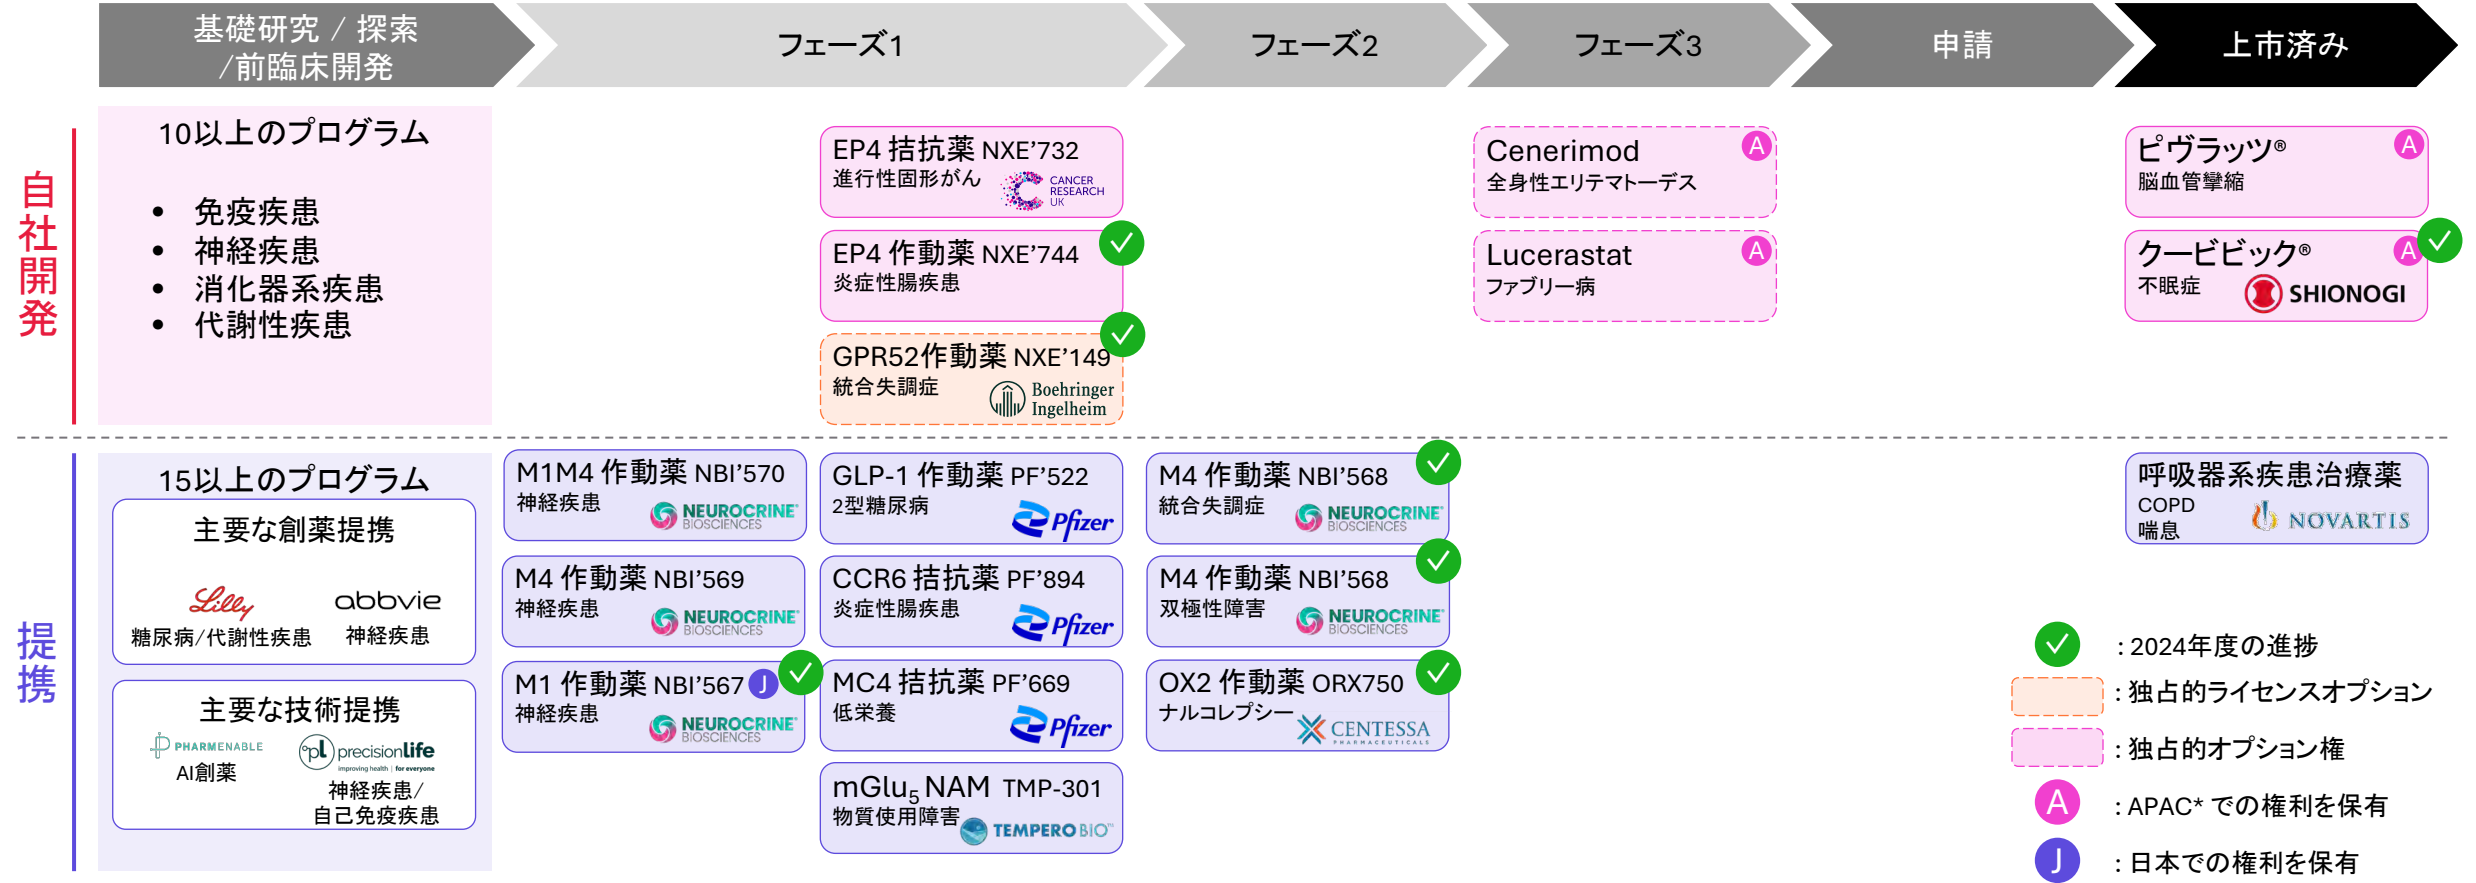 基礎研究 / 探索
/前臨床開発
フェーズ1
フェーズ2
フェーズ3
申請
上市済み
自社開発
10以上のプログラム
• 免疫疾患
• 神経疾患
• 消化器系疾患
• 代謝性疾患
EP4 拮抗薬 NXE'732
進行性固形がん
CANCER
RESEARCH
UK
EP4 作動薬 NXE'744
炎症性腸疾患
GPR52作動薬 NXE'149
統合失調症
Boehringer
Ingelheim
Cenerimod
A
全身性エリテマトーデス
Lucerastat
A
ファブリー病
ピヴラッツ®
A
脳血管攣縮
クービビック®
A
不眠症
SHIONOGI
提携
15以上のプログラム
主要な創薬提携
Lilly
糖尿病/代謝性疾患
abbvie
神経疾患
主要な技術提携
PHARMENABLE
AI創薬
pl precisionlife
improving health | for everyone
神経疾患/
自己免疫疾患
M1M4 作動薬 NBI'570
神経疾患
NEUROCRINE
BIOSCIENCES
M4 作動薬 NBI'569
神経疾患
NEUROCRINE
BIOSCIENCES
M1 作動薬 NBI'567 J
神経疾患
NEUROCRINE
BIOSCIENCES
GLP-1 作動薬 PF'522
2型糖尿病
Pfizer
CCR6 拮抗薬 PF'894
炎症性腸疾患
Pfizer
MC4 拮抗薬 PF'669
低栄養
Pfizer
mGlu5 NAM TMP-301
物質使用障害
TEMPERO BIO™
M4 作動薬 NBI'568
統合失調症
NEUROCRINE
BIOSCIENCES
M4 作動薬 NBI'568
双極性障害
NEUROCRINE
BIOSCIENCES
OX2 作動薬 ORX750
ナルコレプシー
CENTESSA
PHARMACEUTICALS
呼吸器系疾患治療薬
COPD
喘息
NOVARTIS
: 2024年度の進捗
: 独占的ライセンスオプション
: 独占的オプション権
A : APAC* での権利を保有
J : 日本での権利を保有